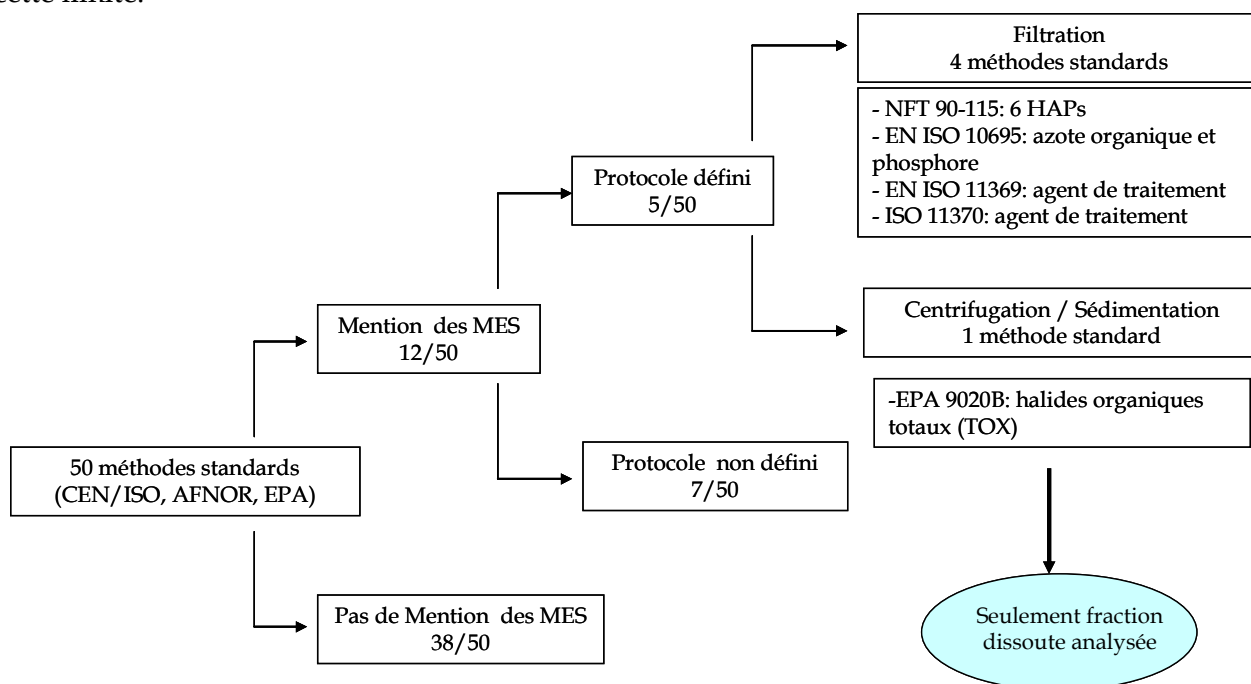 cette limite.
Filtration
4 méthodes standards
- NFT 90-115: 6 HAPs
- EN ISO 10695: azote organique et
phosphore
- EN ISO 11369: agent de traitement
- ISO 11370: agent de traitement
Protocole défini
5/50
Centrifugation / Sédimentation
1 méthode standard
Mention des MES
12/50
-EPA 9020B: halides organiques
totaux (TOX)
50 méthodes standards
(CEN/ISO, AFNOR, EPA)
Protocole non défini
7/50
Pas de Mention des MES
38/50
Seulement fraction
dissoute analysée